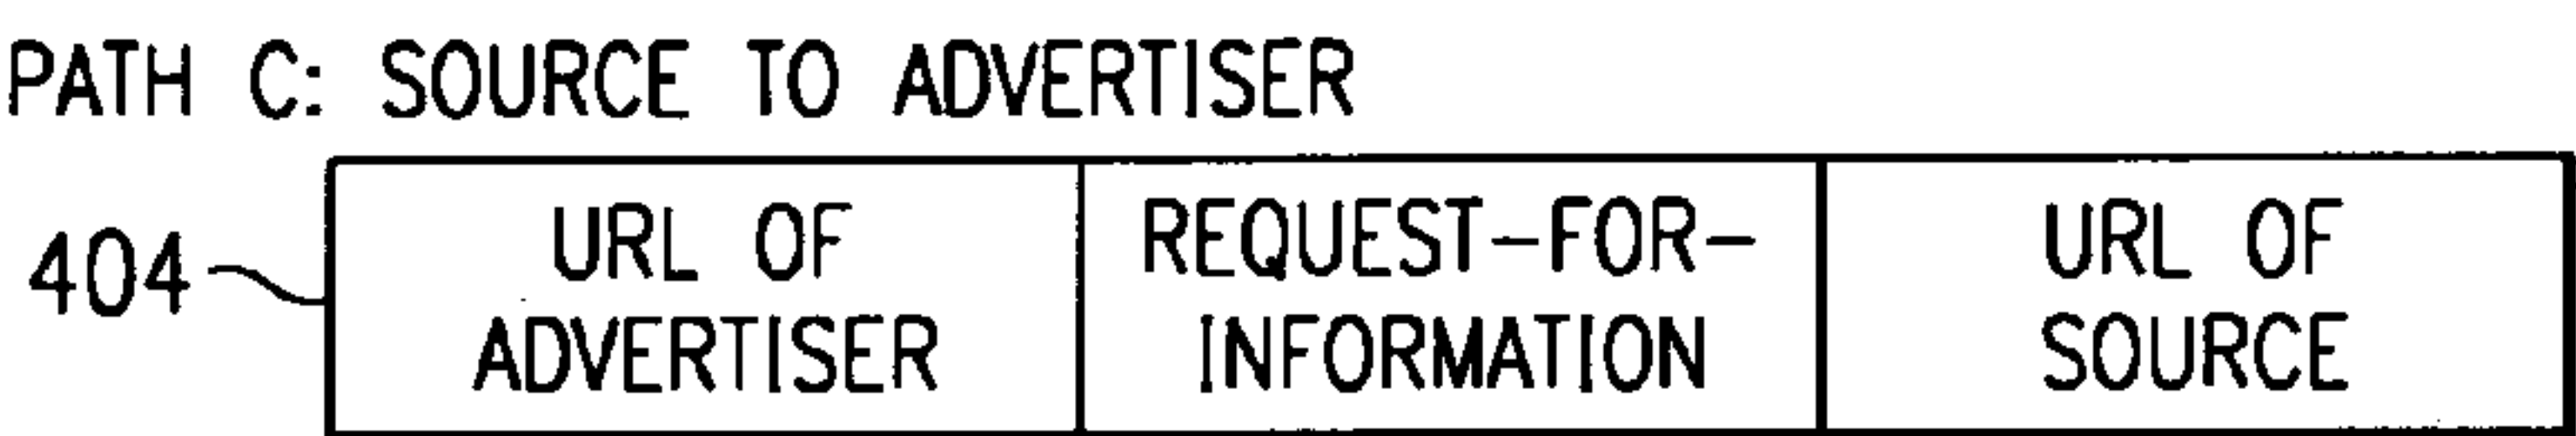 PATH C: SOURCE TO ADVERTISER
404
URL OF
ADVERTISER
REQUEST-FOR-
INFORMATION
URL OF
SOURCE